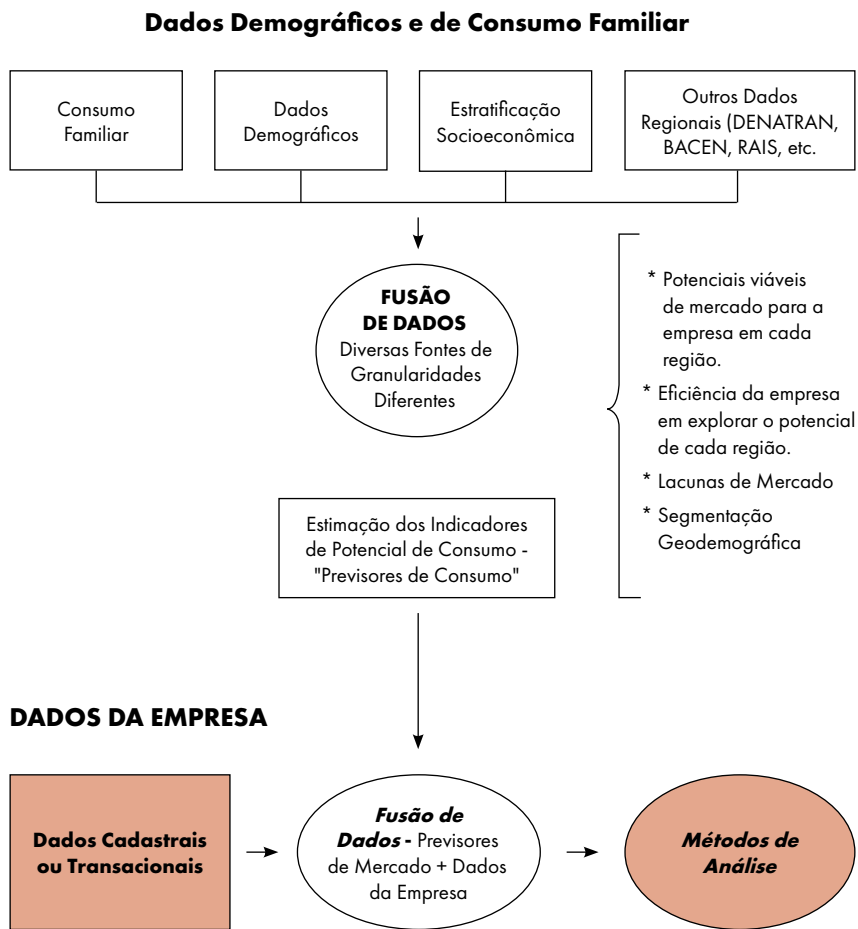 Dados Demográficos e de Consumo Familiar
Consumo
Familiar
Dados
Demográficos
Estratificação
Socioeconômica
Outros Dados
Regionais (DENATRAN,
BACEN, RAIS, etc.
FUSÃO
DE DADOS
Diversas Fontes de
Granularidades
Diferentes
* Potenciais viáveis
de mercado para a
empresa em cada
região.
* Eficiência da empresa
em explorar o potencial
de cada região.
* Lacunas de Mercado
* Segmentação
Geodemográfica
Estimação dos Indicadores
de Potencial de Consumo -
"Previsores de Consumo"
DADOS DA EMPRESA
Dados Cadastrais
ou Transacionais
Fusão de
Dados - Previsores
de Mercado + Dados
da Empresa
Métodos de
Análise